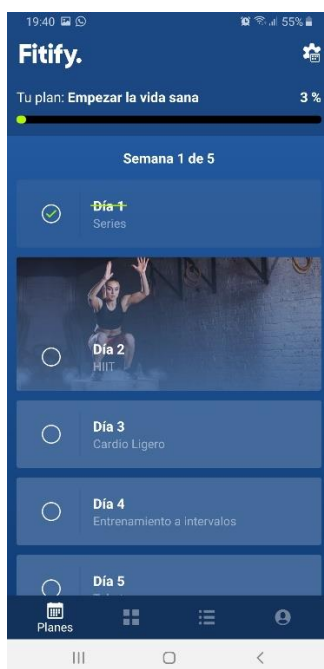 19:40 55%
Fitify.
Tu plan: Empezar la vida sana 3 %
Semana 1 de 5
Día 1
Series
Día 2
HIIT
Día 3
Cardio Ligero
Día 4
Entrenamiento a intervalos
Día 5
Planes